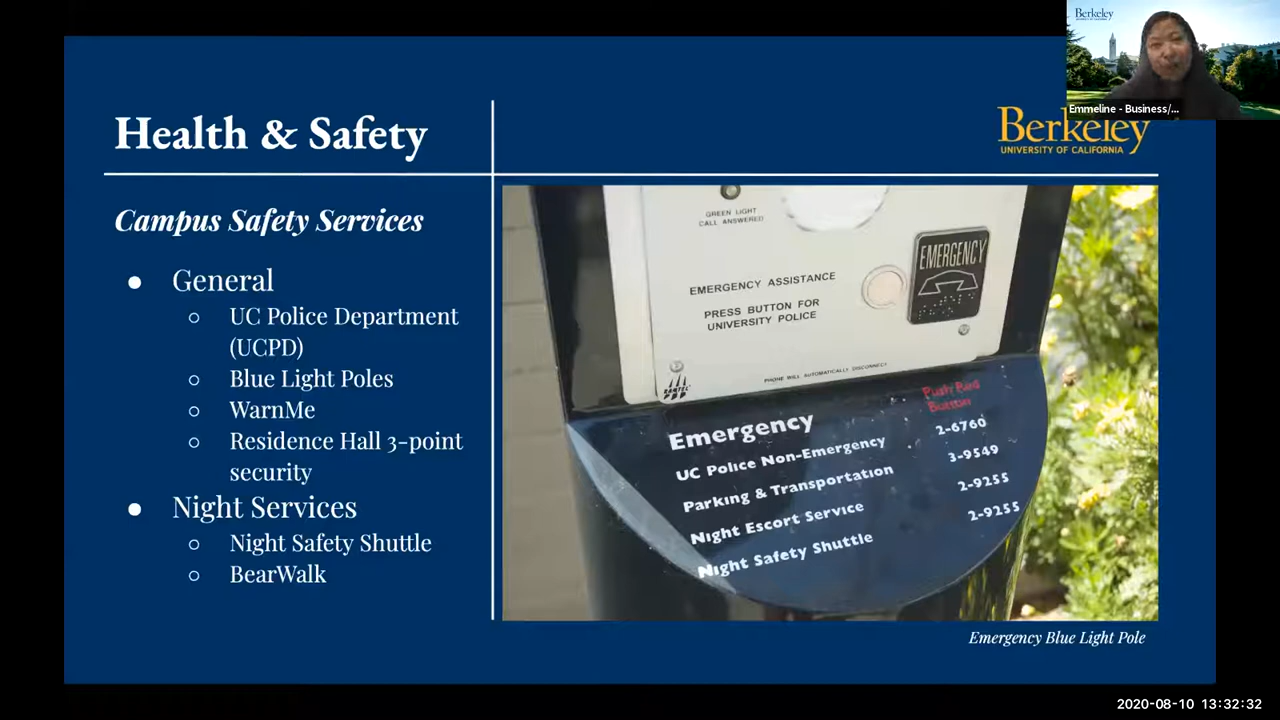 Berkeley
Emmeline - Business/...
Health & Safety
Berkeley
UNIVERSITY OF CALIFORNIA
Campus Safety Services
● General
○ UC Police Department
(UCPD)
○ Blue Light Poles
○ WarnMe
○ Residence Hall 3-point
security
● Night Services
○ Night Safety Shuttle
○ BearWalk
GREEN LIGHT
CALL ANSWERED
EMERGENCY
EMERGENCY ASSISTANCE
PRESS BUTTON FOR
UNIVERSITY POLICE
PHONE WILL AUTOMATICALLY DISCONNECT
RAMTEL
Emergency Push Red
Button
UC Police Non-Emergency 2-6760
Parking & Transportation 3-9549
Night Escort Service 2-9255
Night Safety Shuttle 2-9255
Emergency Blue Light Pole
2020-08-10 13:32:32